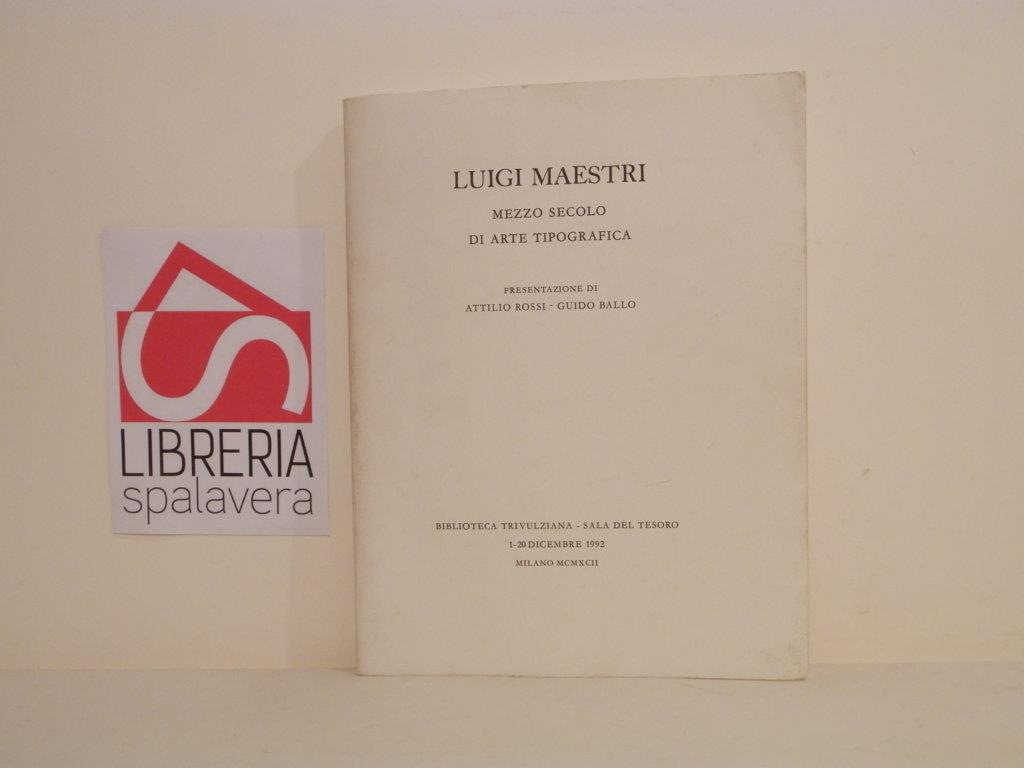 LIBRERIA
spalavera
LUIGI MAESTRI
MEZZO SECOLO
DI ARTE TIPOGRAFICA
PRESENTAZIONE DI
ATTILIO ROSSI - GUIDO BALLO
BIBLIOTECA TRIVULZIANA - SALA DEL TESORO
1-20 DICEMBRE 1992
MILANO MCMXCII